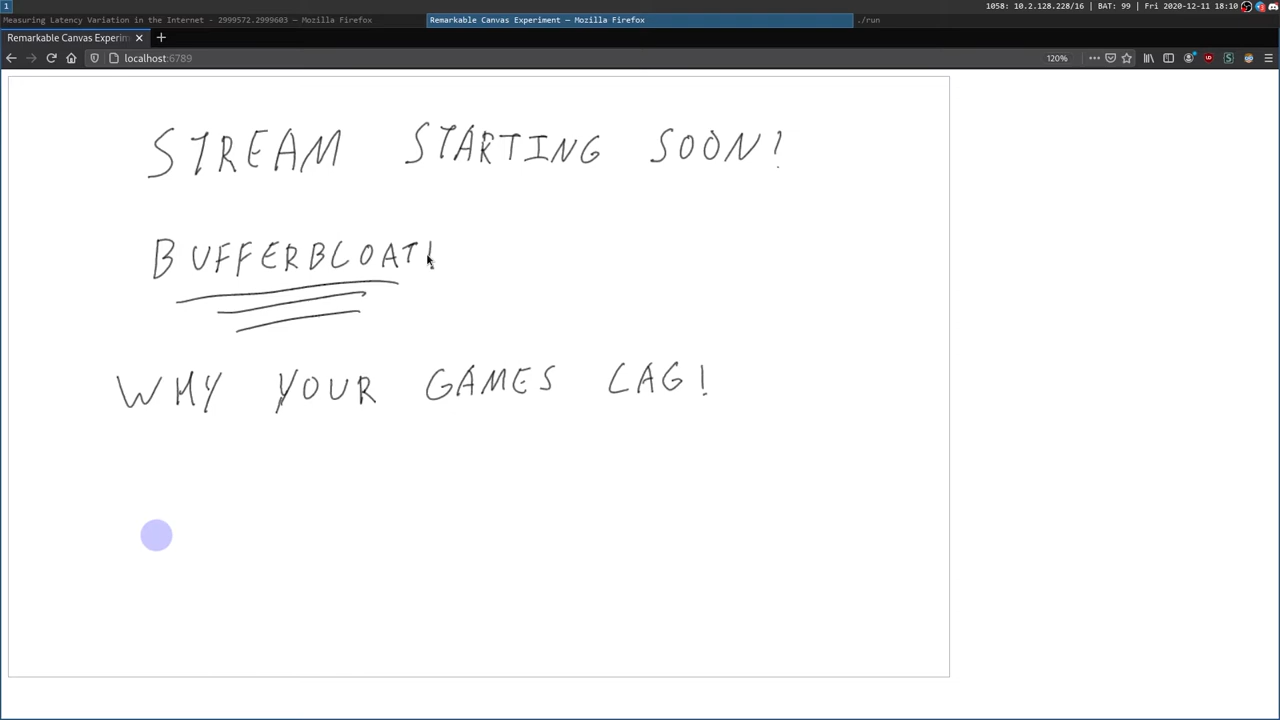 1
1058: 10.2.128.228/16 | BAT: 99 | Fri 2020-12-11 18:10
Measuring Latency Variation in the Internet - 2999572.2999603 — Mozilla Firefox
Remarkable Canvas Experiment — Mozilla Firefox
./run
Remarkable Canvas Experim
localhost:6789
120%
STREAM STARTING SOON!
BUFFERBLOAT!
WHY YOUR GAMES LAG!